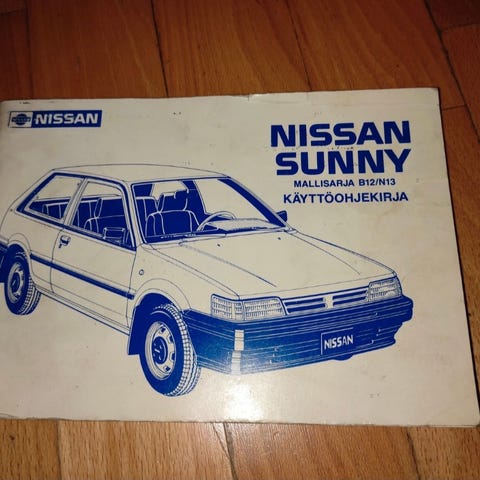 NISSAN
NISSAN
SUNNY
MALLISARJA B12/N13
KÄYTTÖOHJEKIRJA
NISSAN